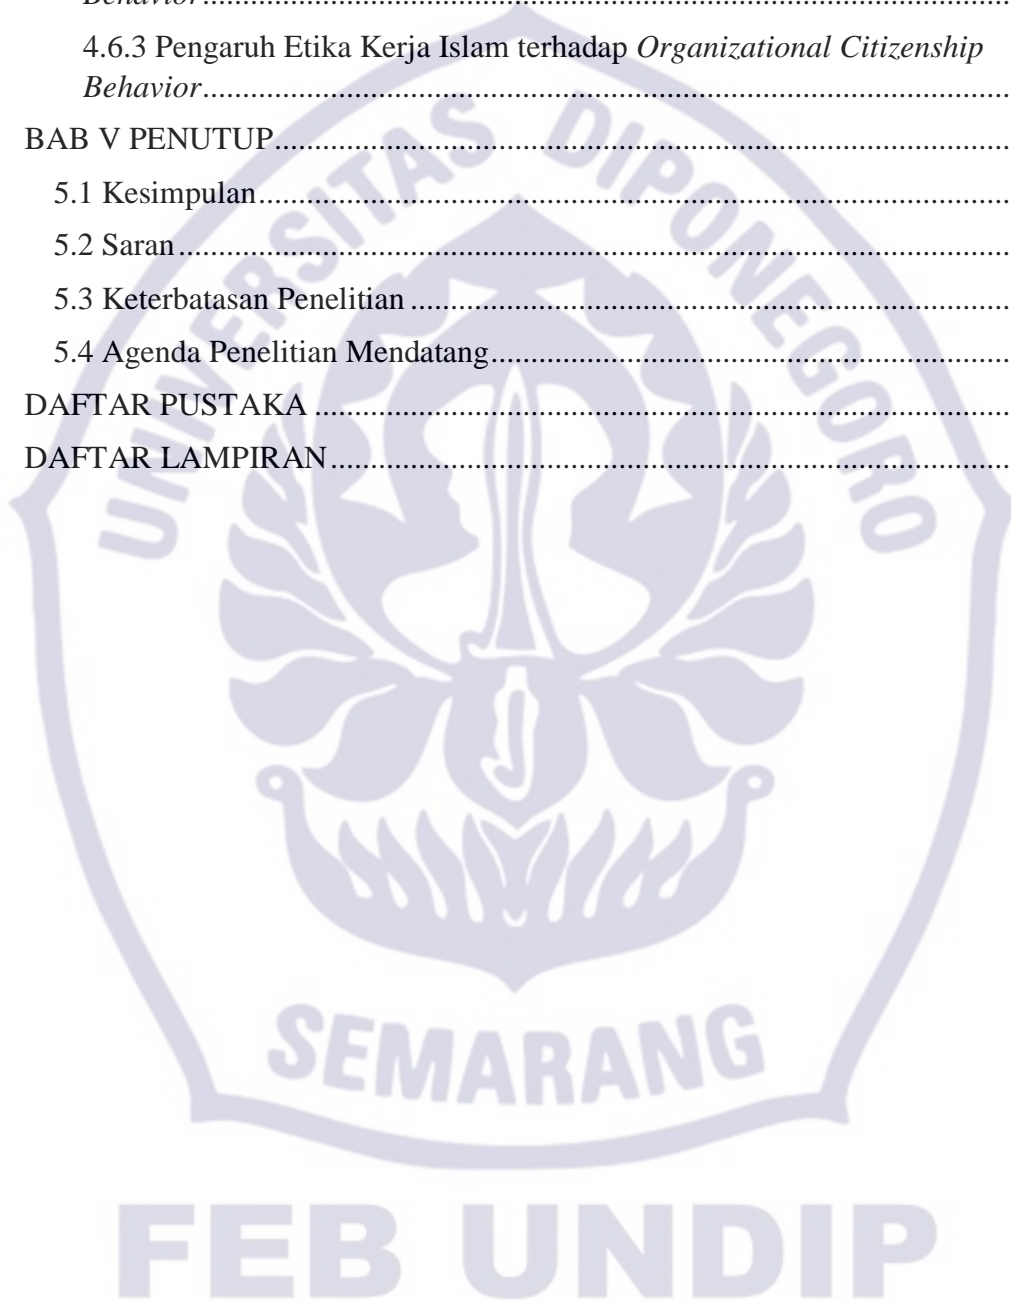 Behavior....................................................................................................
4.6.3 Pengaruh Etika Kerja Islam terhadap Organizational Citizenship
Behavior....................................................................................................
BAB V PENUTUP...........................................................................................
5.1 Kesimpulan.............................................................................................
5.2 Saran.......................................................................................................
5.3 Keterbatasan Penelitian..........................................................................
5.4 Agenda Penelitian Mendatang................................................................
DAFTAR PUSTAKA......................................................................................
DAFTAR LAMPIRAN....................................................................................
UNIVERSITAS DIPONEGORO
SEMARANG
FEB UNDIP